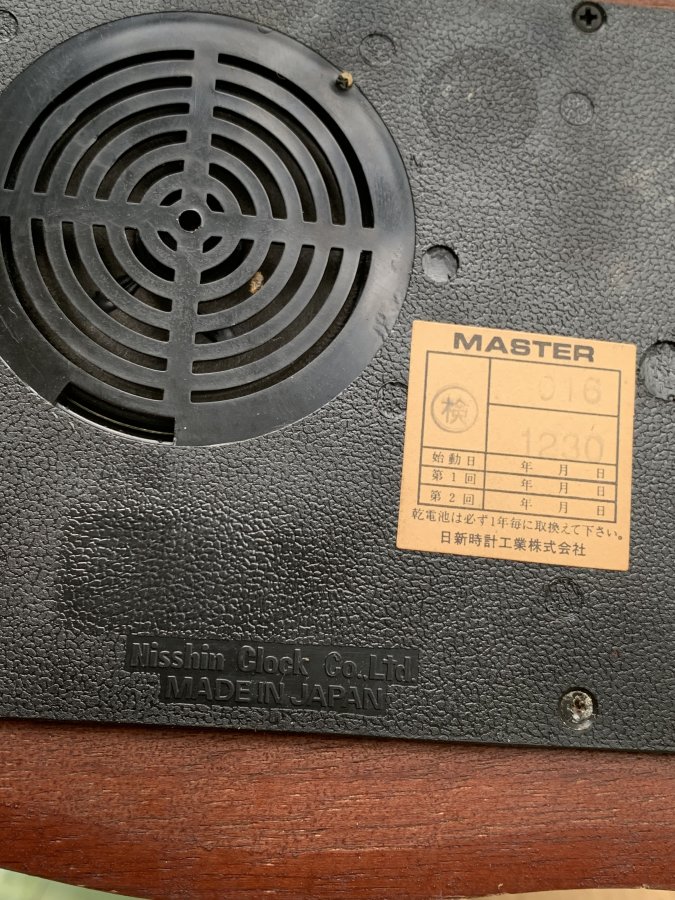 MASTER
検
016
1230
始動日 年 月 日
第1回 年 月 日
第2回 年 月 日
乾電池は必ず1年毎に取換えて下さい。
日新時計工業株式会社
Nisshin Clock Co.,Ltd.
MADE IN JAPAN